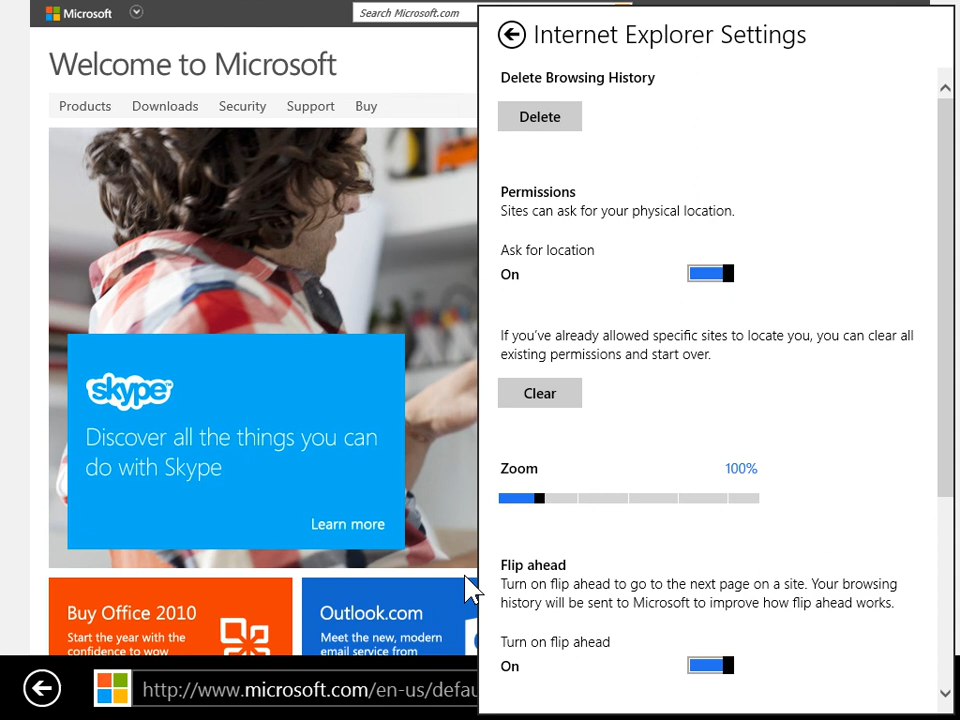 Microsoft
Search Microsoft.com
Welcome to Microsoft
Products
Downloads
Security
Support
Buy
skype
Discover all the things you can
do with Skype
Learn more
Buy Office 2010
Start the year with the
confidence to wow
Outlook.com
Meet the new, modern
email service from
http://www.microsoft.com/en-us/defau
Internet Explorer Settings
Delete Browsing History
Delete
Permissions
Sites can ask for your physical location.
Ask for location
On
If you've already allowed specific sites to locate you, you can clear all
existing permissions and start over.
Clear
Zoom
100%
Flip ahead
Turn on flip ahead to go to the next page on a site. Your browsing
history will be sent to Microsoft to improve how flip ahead works.
Turn on flip ahead
On